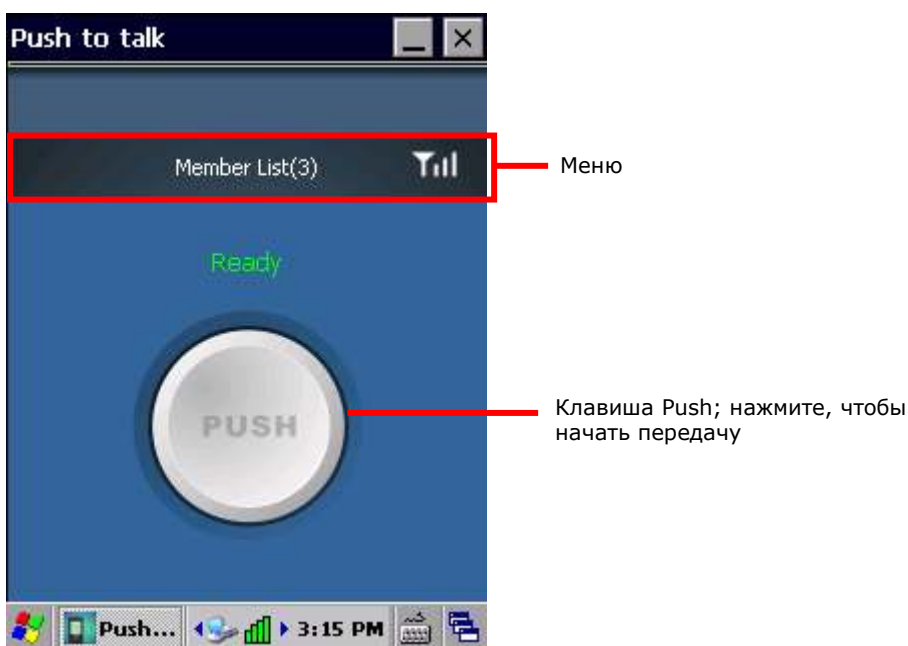 Push to talk
Member List(3)
Меню
Ready
PUSH
Клавиша Push; нажмите, чтобы
начать передачу
Push... 3:15 PM